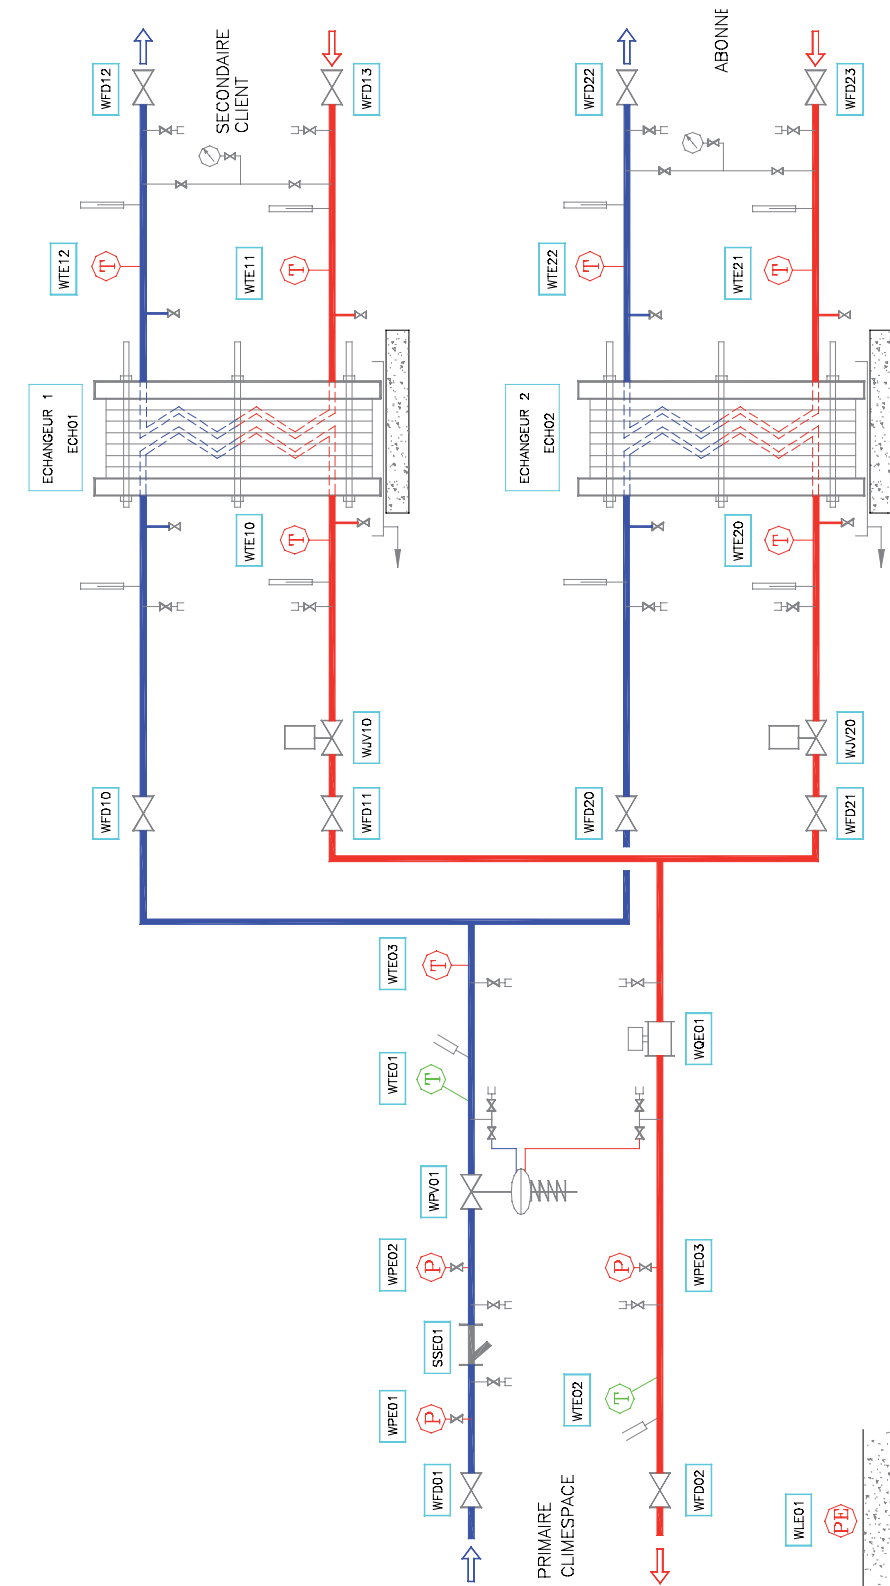 SECONDAIRE
CLIENT
ABONNE
WFD12
WFD13
WFD22
WFD23
WTE12
T
WTE11
T
WTE22
T
WTE21
T
ECHANGEUR 1
ECH01
ECHANGEUR 2
ECH02
WTE10
T
WTE20
T
WJV10
WJV20
WFD10
WFD11
WFD20
WFD21
WTE03
T
WTE01
T
WQE01
WPV01
WPE02
P
P
WPE03
SSE01
WPE01
P
WTE02
T
WFD01
WFD02
PRIMAIRE
CLIMESPACE
WLE01
PE